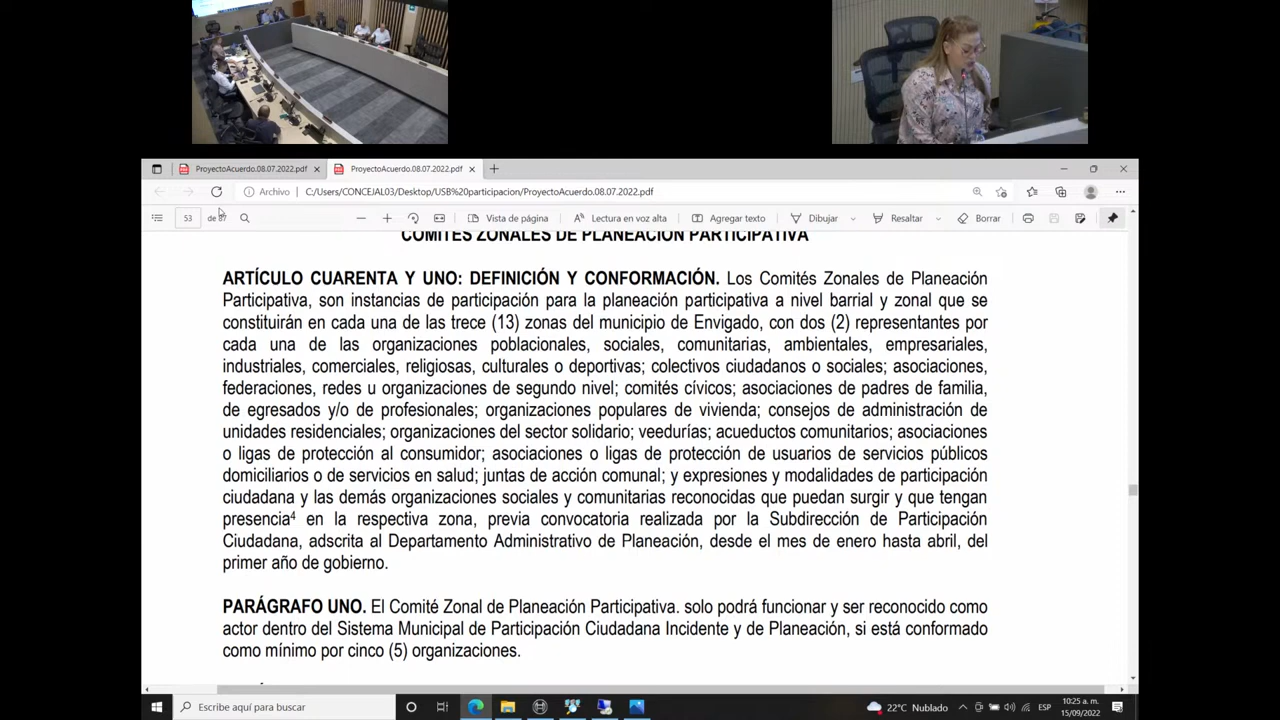 ProyectoAcuerdo.08.07.2022.pdf
ProyectoAcuerdo.08.07.2022.pdf
Archivo C:/Users/CONCEJAL03/Desktop/USB%20participacion/ProyectoAcuerdo.08.07.2022.pdf
53 de Vista de página Lectura en voz alta Agregar texto Dibujar Resaltar Borrar
COMITÉS ZONALES DE PLANEACIÓN PARTICIPATIVA
ARTÍCULO CUARENTA Y UNO: DEFINICIÓN Y CONFORMACIÓN. Los Comités Zonales de Planeación
Participativa, son instancias de participación para la planeación participativa a nivel barrial y zonal que se
constituirán en cada una de las trece (13) zonas del municipio de Envigado, con dos (2) representantes por
cada una de las organizaciones poblacionales, sociales, comunitarias, ambientales, empresariales,
industriales, comerciales, religiosas, culturales o deportivas; colectivos ciudadanos o sociales; asociaciones,
federaciones, redes u organizaciones de segundo nivel; comités cívicos; asociaciones de padres de familia,
de egresados y/o de profesionales; organizaciones populares de vivienda; consejos de administración de
unidades residenciales; organizaciones del sector solidario; veedurías; acueductos comunitarios; asociaciones
o ligas de protección al consumidor; asociaciones o ligas de protección de usuarios de servicios públicos
domiciliarios o de servicios en salud; juntas de acción comunal; y expresiones y modalidades de participación
ciudadana y las demás organizaciones sociales y comunitarias reconocidas que puedan surgir y que tengan
presencia⁴ en la respectiva zona, previa convocatoria realizada por la Subdirección de Participación
Ciudadana, adscrita al Departamento Administrativo de Planeación, desde el mes de enero hasta abril, del
primer año de gobierno.
PARÁGRAFO UNO. El Comité Zonal de Planeación Participativa. solo podrá funcionar y ser reconocido como
actor dentro del Sistema Municipal de Participación Ciudadana Incidente y de Planeación, si está conformado
como mínimo por cinco (5) organizaciones.
Escribe aquí para buscar
22°C Nublado
ESP
10:25 a. m.
15/09/2022